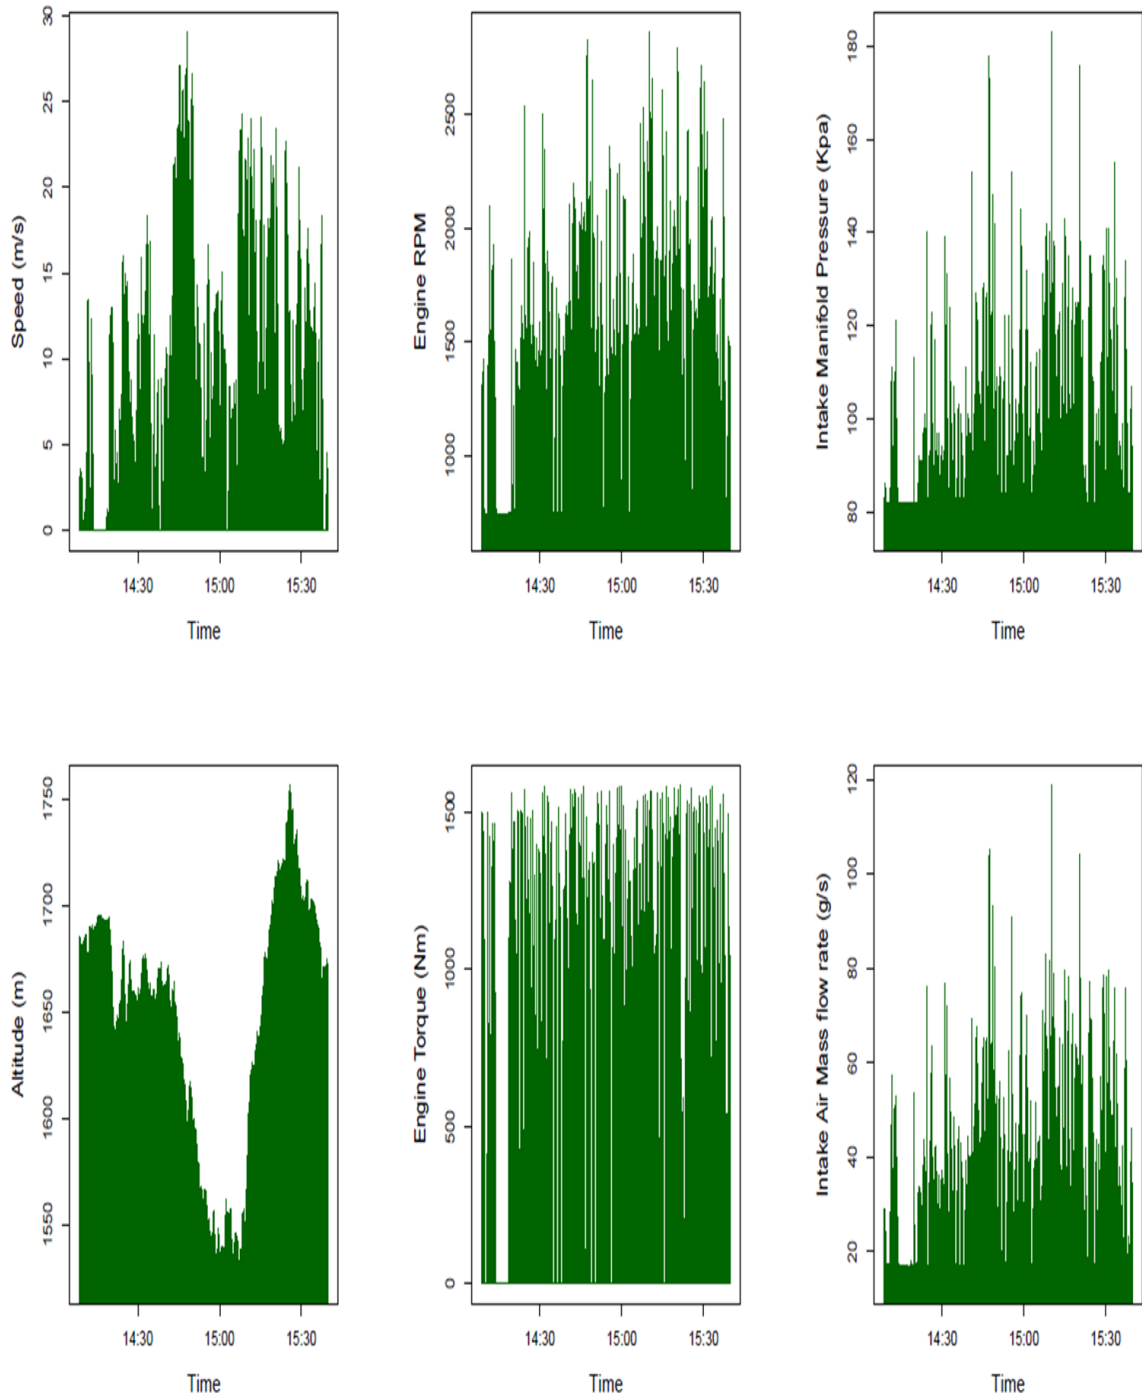 Speed (m/s)
0 5 10 15 20 25 30
14:30 15:00 15:30
Time
Engine RPM
1000 1500 2000 2500
14:30 15:00 15:30
Time
Intake Manifold Pressure (Kpa)
80 100 120 140 160 180
14:30 15:00 15:30
Time
Altitude (m)
1550 1600 1650 1700 1750
14:30 15:00 15:30
Time
Engine Torque (Nm)
0 500 1000 1500
14:30 15:00 15:30
Time
Intake Air Mass flow rate (g/s)
20 40 60 80 100 120
14:30 15:00 15:30
Time